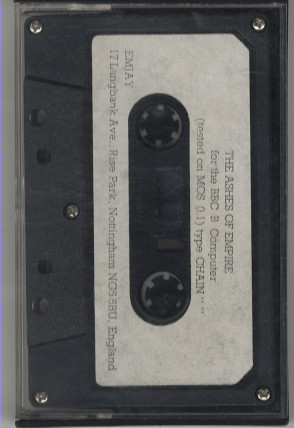 THE ASHES OF EMPIRE
for the BBC B Computer
(tested on MOS 0.1) type CHAIN " "
EMJAY
17 Langbank Ave., Rise Park, Nottingham NG5 5BU, England